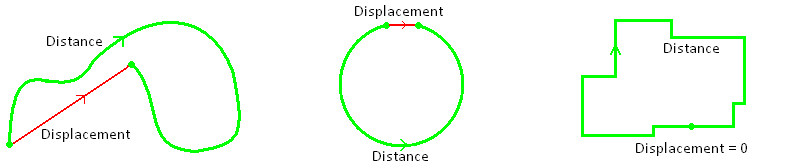 Distance
Displacement
Displacement
Distance
Distance
Displacement = 0